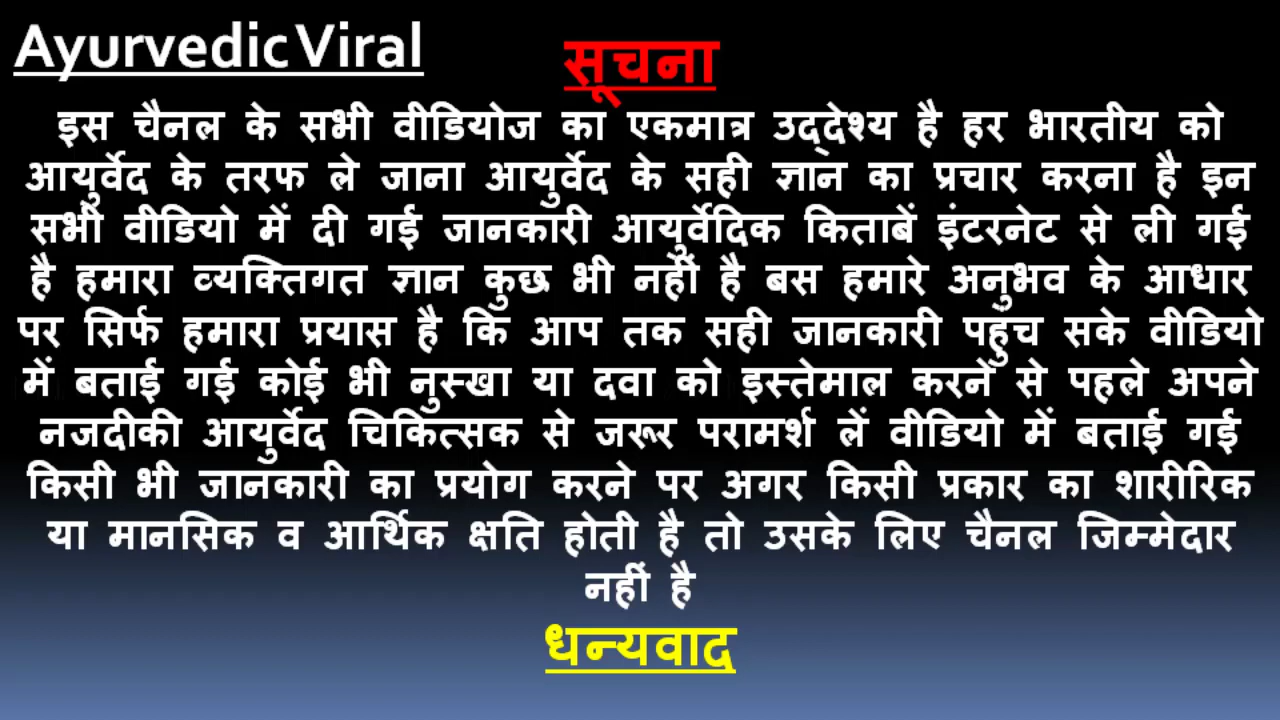 Ayurvedic Viral
सूचना
इस चैनल के सभी वीडियोज का एकमात्र उद्देश्य है हर भारतीय को
आयुर्वेद के तरफ ले जाना आयुर्वेद के सही ज्ञान का प्रचार करना है इन
सभी वीडियो में दी गई जानकारी आयुर्वेदिक किताबें इंटरनेट से ली गई
है हमारा व्यक्तिगत ज्ञान कुछ भी नहीं है बस हमारे अनुभव के आधार
पर सिर्फ हमारा प्रयास है कि आप तक सही जानकारी पहुंच सके वीडियो
में बताई गई कोई भी नुस्खा या दवा को इस्तेमाल करने से पहले अपने
नजदीकी आयुर्वेद चिकित्सक से जरूर परामर्श लें वीडियो में बताई गई
किसी भी जानकारी का प्रयोग करने पर अगर किसी प्रकार का शारीरिक
या मानसिक व आर्थिक क्षति होती है तो उसके लिए चैनल जिम्मेदार
नहीं है
धन्यवाद